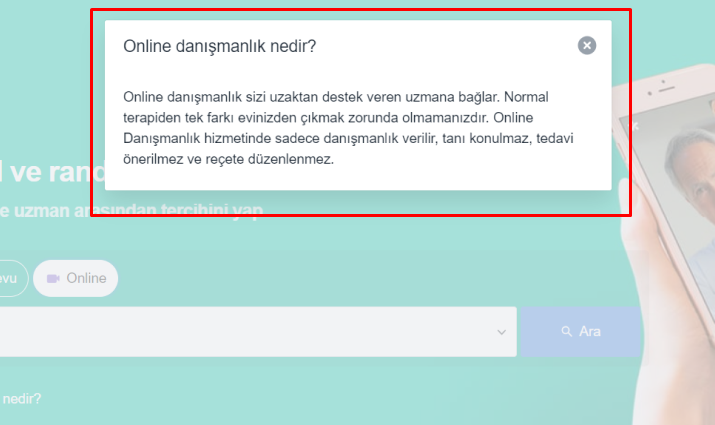 Online danışmanlık nedir?
Online danışmanlık sizi uzaktan destek veren uzmana bağlar. Normal
terapiden tek farkı evinizden çıkmak zorunda olmamanızdır. Online
Danışmanlık hizmetinde sadece danışmanlık verilir, tanı konulmaz, tedavi
önerilmez ve reçete düzenlenmez.
ve rand
e uzman arasından tercihini yap
evu
Online
Ara
nedir?